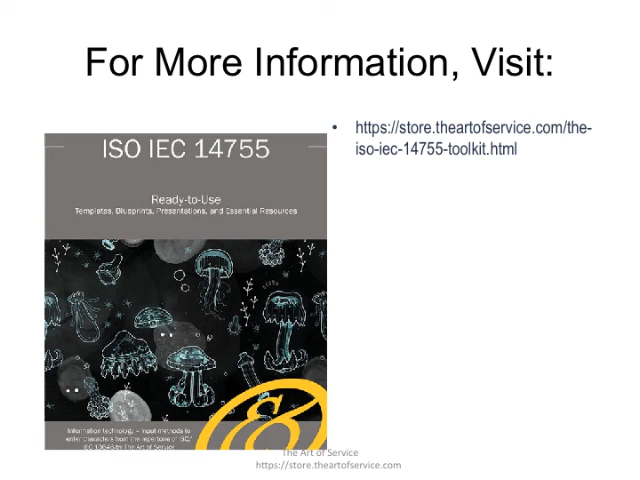 For More Information, Visit:
• https://store.theartofservice.com/the-
iso-iec-14755-toolkit.html
ISO IEC 14755
Ready-to-Use
Templates, Blueprints, Presentations, and Essential Resources
Information technology -- Input methods to
enter characters from the repertoire of ISO/
IEC 10646 by The Art of Service
The Art of Service
https://store.theartofservice.com